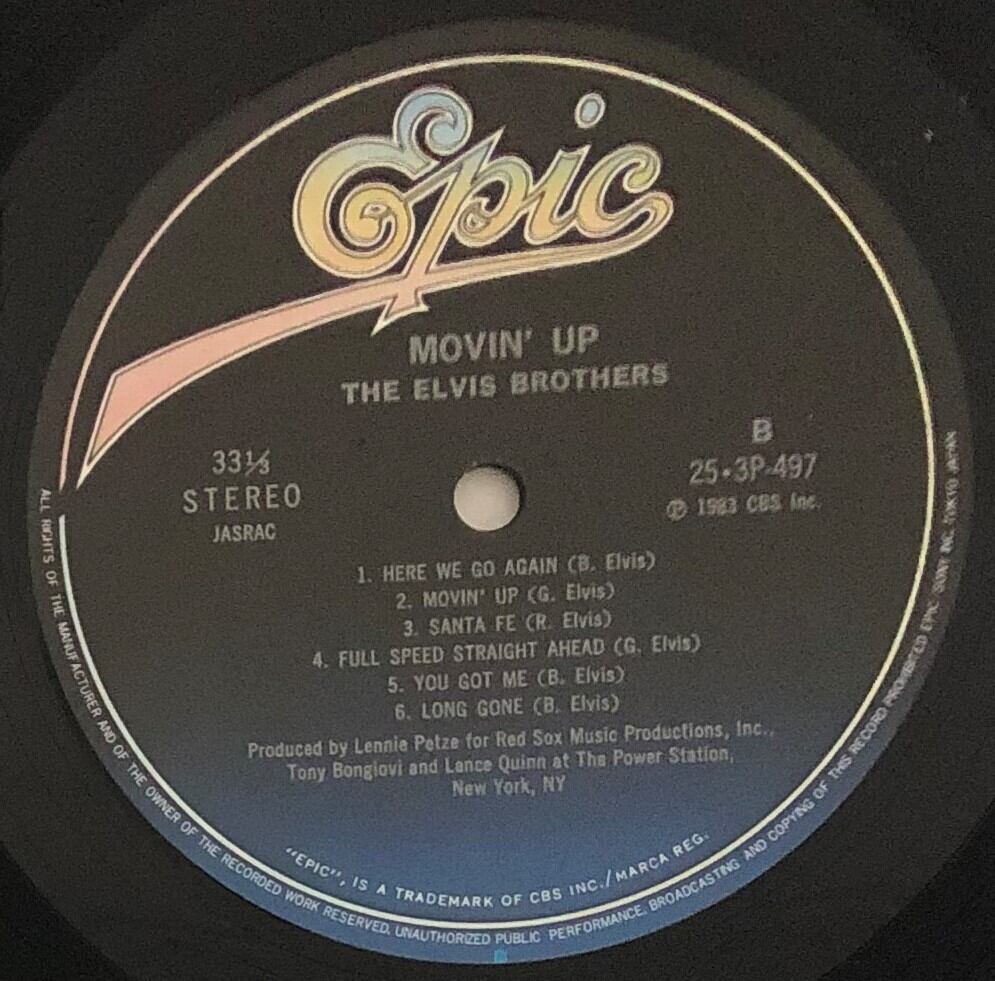 Epic
MOVIN' UP
THE ELVIS BROTHERS
33⅓
STEREO
JASRAC
B
25•3P-497
℗ 1983 CBS Inc.
1. HERE WE GO AGAIN (B. Elvis)
2. MOVIN' UP (G. Elvis)
3. SANTA FE (R. Elvis)
4. FULL SPEED STRAIGHT AHEAD (G. Elvis)
5. YOU GOT ME (B. Elvis)
6. LONG GONE (B. Elvis)
Produced by Lennie Petze for Red Sox Music Productions, Inc.,
Tony Bongiovi and Lance Quinn at The Power Station,
New York, NY
"EPIC", IS A TRADEMARK OF CBS INC./MARCA REG.
ALL RIGHTS OF THE MANUFACTURER AND OF THE OWNER OF THE RECORDED WORK RESERVED. UNAUTHORIZED PUBLIC PERFORMANCE, BROADCASTING AND COPYING OF THIS RECORD PROHIBITED EPIC/SONY INC. TOKYO JAPAN